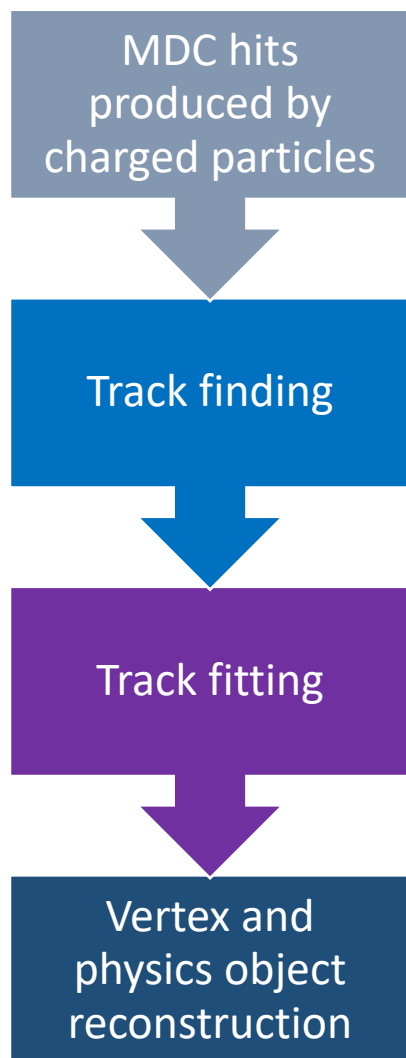 MDC hits
produced by
charged particles
Track finding
Track fitting
Vertex and
physics object
reconstruction